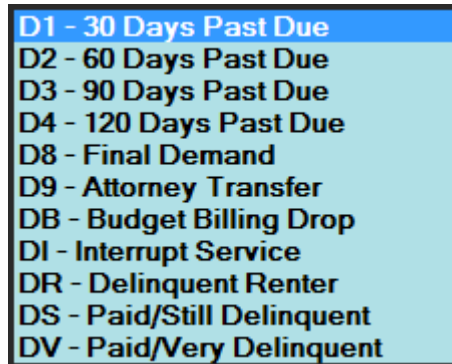 D1 - 30 Days Past Due
D2 - 60 Days Past Due
D3 - 90 Days Past Due
D4 - 120 Days Past Due
D8 - Final Demand
D9 - Attorney Transfer
DB - Budget Billing Drop
DI - Interrupt Service
DR - Delinquent Renter
DS - Paid/Still Delinquent
DV - Paid/Very Delinquent